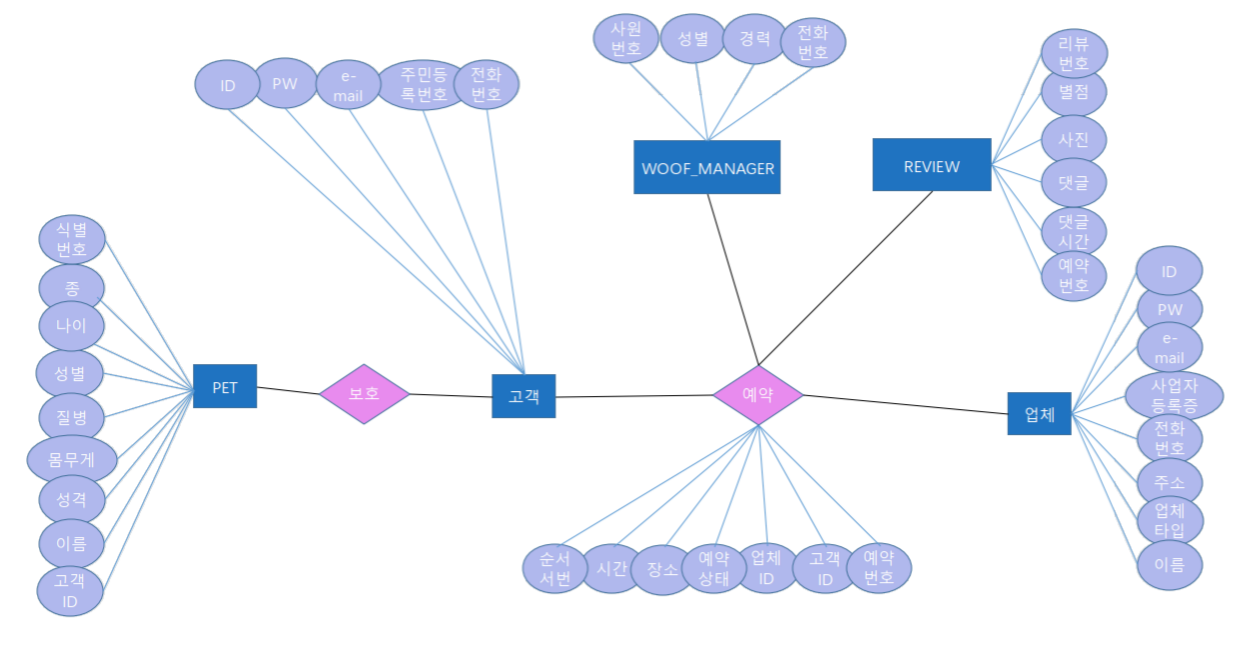 사원
번호
성별
경력
전화
번호
ID
PW
e-
mail
주민등
록번호
전화
번호
리뷰
번호
별점
사진
댓글
댓글
시간
예약
번호
WOOF_MANAGER
REVIEW
식별
번호
종
나이
성별
질병
몸무게
성격
이름
고객
ID
PET
보호
고객
예약
업체
ID
PW
e-
mail
사업자
등록증
전화
번호
주소
업체
타입
이름
순서
서번
시간
장소
예약
상태
업체
ID
고객
ID
예약
번호